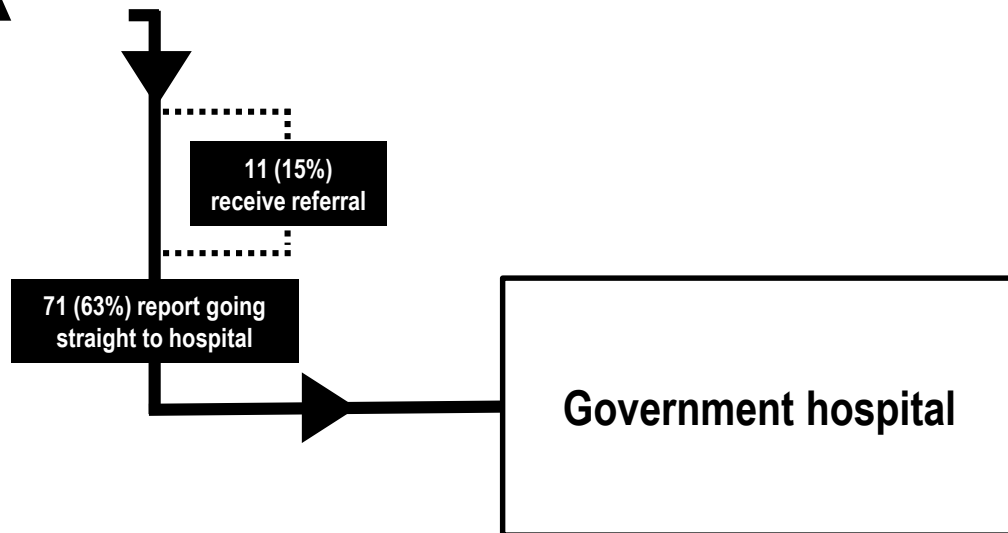 11 (15%)
receive referral
71 (63%) report going
straight to hospital
Government hospital